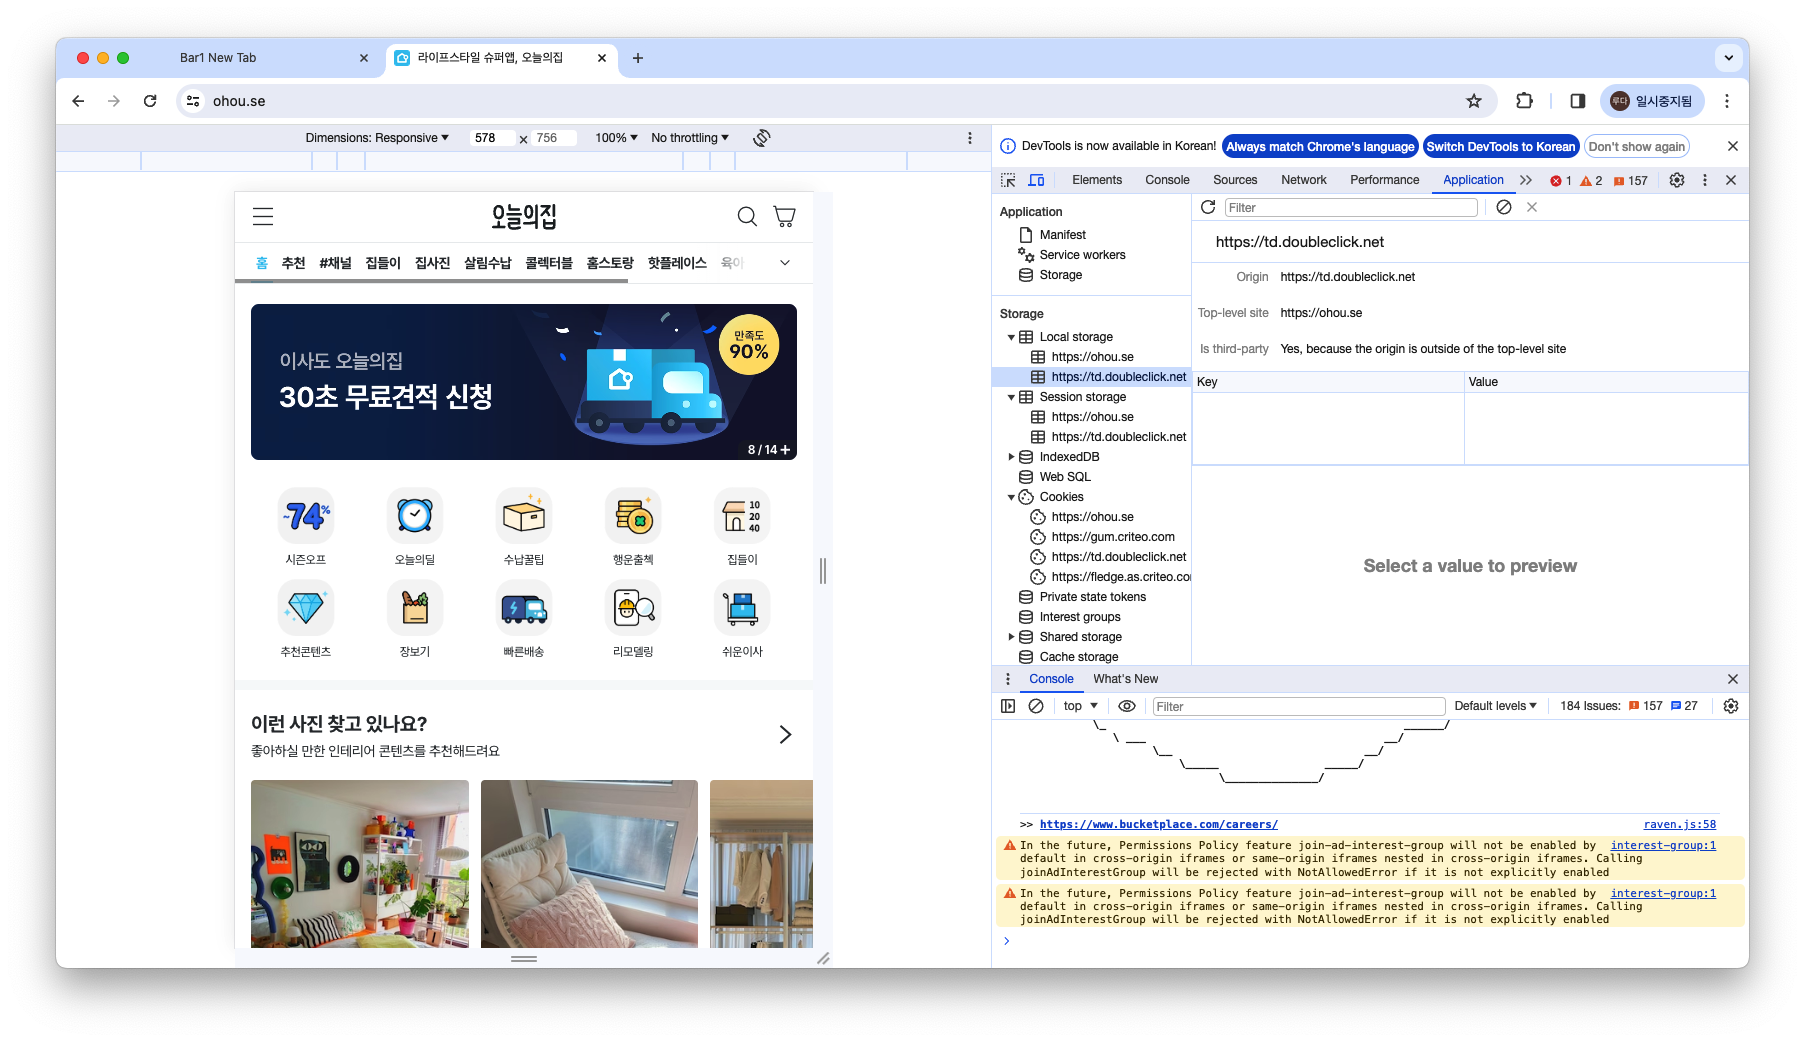 Bar1 New Tab
라이프스타일 슈퍼앱, 오늘의집
ohou.se
루다 일시중지됨
Dimensions: Responsive 578 x 756 100% No throttling
DevTools is now available in Korean! Always match Chrome's language Switch DevTools to Korean Don't show again
Elements Console Sources Network Performance Application 1 2 157
오늘의집
홈 추천 #채널 집들이 집사진 살림수납 콜렉터블 홈스토랑 핫플레이스 육아
이사도 오늘의집
30초 무료견적 신청
만족도
90%
8 / 14 +
~74%
10
20
40
시즌오프 오늘의딜 수납꿀팁 행운출첵 집들이
추천콘텐츠 장보기 빠른배송 리모델링 쉬운이사
이런 사진 찾고 있나요?
좋아하실 만한 인테리어 콘텐츠를 추천해드려요
Application
Manifest
Service workers
Storage
Storage
Local storage
https://ohou.se
https://td.doubleclick.net
Session storage
https://ohou.se
https://td.doubleclick.net
IndexedDB
Web SQL
Cookies
https://ohou.se
https://gum.criteo.com
https://td.doubleclick.net
https://fledge.as.criteo.co
Private state tokens
Interest groups
Shared storage
Cache storage
Filter
https://td.doubleclick.net
Origin https://td.doubleclick.net
Top-level site https://ohou.se
Is third-party Yes, because the origin is outside of the top-level site
Key Value
Select a value to preview
Console What's New
top Filter Default levels 184 Issues: 157 27
>> https://www.bucketplace.com/careers/ raven.js:58
In the future, Permissions Policy feature join-ad-interest-group will not be enabled by interest-group:1
default in cross-origin iframes or same-origin iframes nested in cross-origin iframes. Calling
joinAdInterestGroup will be rejected with NotAllowedError if it is not explicitly enabled
In the future, Permissions Policy feature join-ad-interest-group will not be enabled by interest-group:1
default in cross-origin iframes or same-origin iframes nested in cross-origin iframes. Calling
joinAdInterestGroup will be rejected with NotAllowedError if it is not explicitly enabled